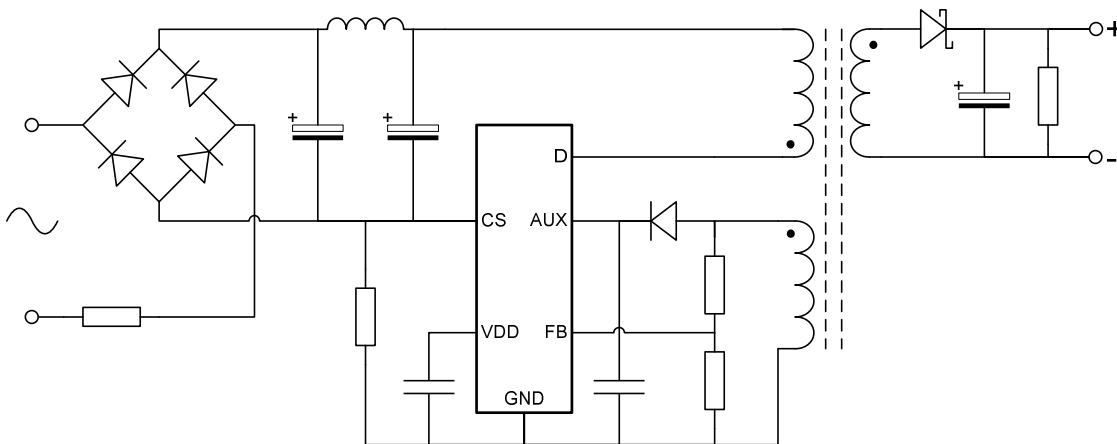 +
+ +
+
D
-
CS AUX
VDD FB
GND